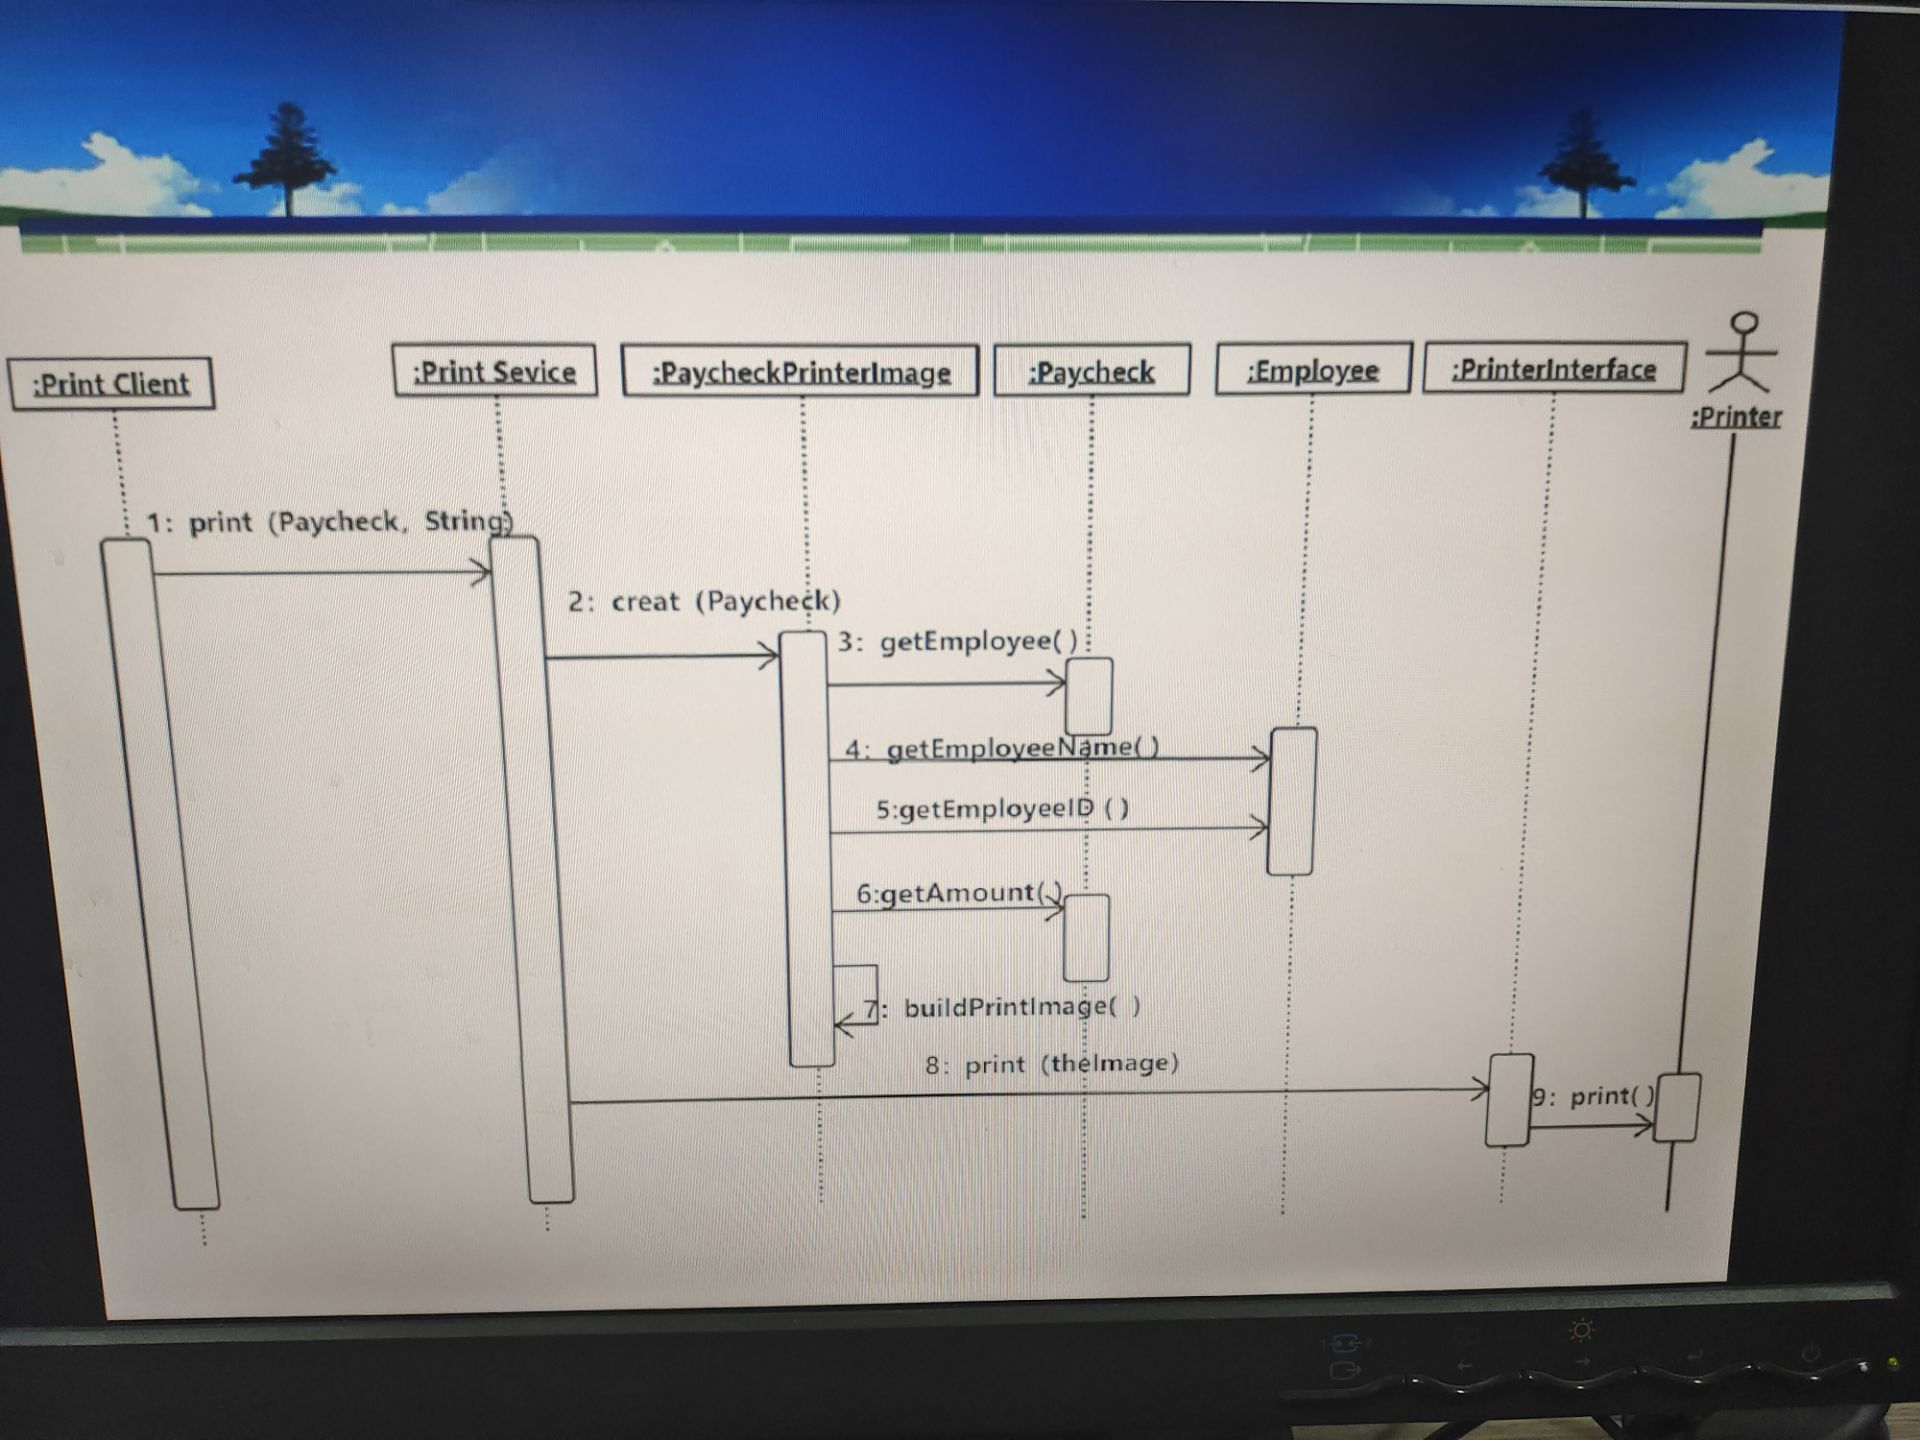 :Print Client
:Print Sevice
:PaycheckPrinterImage
:Paycheck
:Employee
:PrinterInterface
:Printer
1: print (Paycheck, String)
2: creat (Paycheck)
3: getEmployee( )
4: getEmployeeName( )
5:getEmployeeID ( )
6:getAmount( )
7: buildPrintImage( )
8: print (theImage)
9: print( )